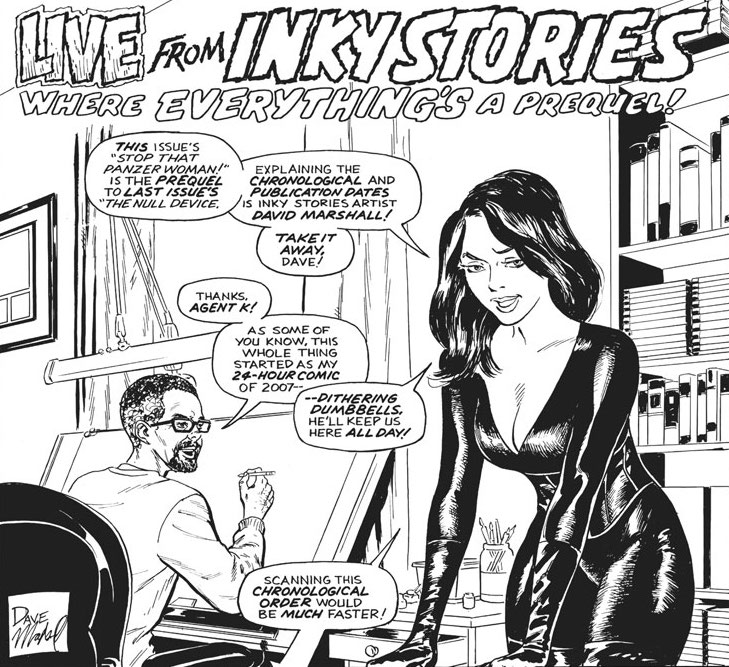 LIVE FROM INKY STORIES
WHERE EVERYTHING'S A PREQUEL!
THIS ISSUE'S
"STOP THAT
PANZER WOMAN!"
IS THE PREQUEL
TO LAST ISSUE'S
"THE NULL DEVICE.
EXPLAINING THE
CHRONOLOGICAL AND
PUBLICATION DATES
IS INKY STORIES ARTIST
DAVID MARSHALL!
TAKE IT
AWAY,
DAVE!
THANKS,
AGENT K!
AS SOME OF
YOU KNOW, THIS
WHOLE THING
STARTED AS MY
24-HOUR COMIC
OF 2007--
--DITHERING
DUMBBELLS,
HE'LL KEEP US
HERE ALL DAY!
SCANNING THIS
CHRONOLOGICAL
ORDER WOULD
BE MUCH FASTER!
DAVE